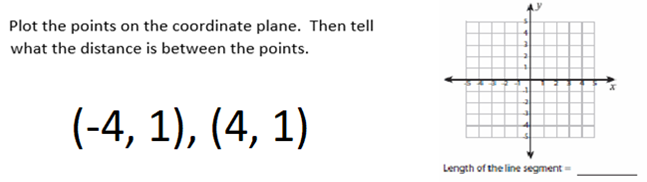 Plot the points on the coordinate plane. Then tell
what the distance is between the points.
(-4, 1), (4, 1)
y
x
Length of the line segment =